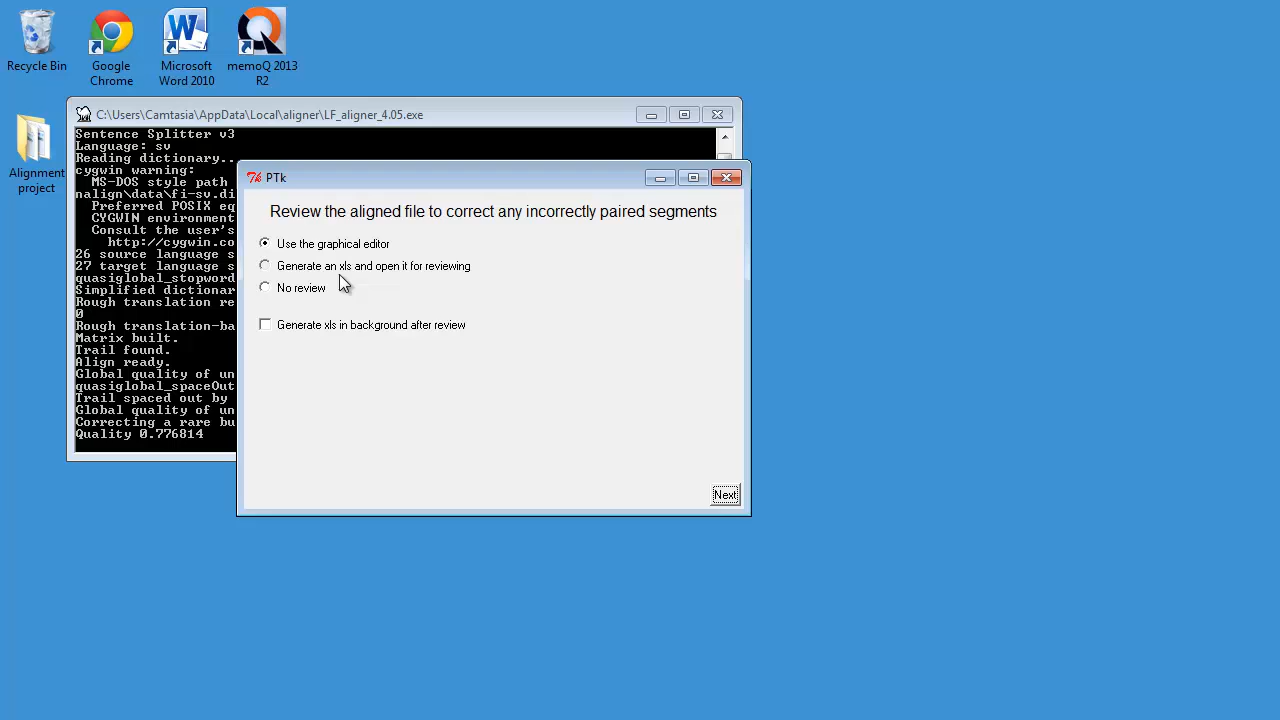 Recycle Bin
Google
Chrome
Microsoft
Word 2010
memoQ 2013
R2
Alignment
project
C:\Users\Camtasia\AppData\Local\aligner\LF_aligner_4.05.exe
Sentence Splitter v3
Language: sv
Reading dictionary..
cygwin warning:
MS-DOS style path
nalign\data\fi-sv.di
Preferred POSIX eq
CYGWIN environment
Consult the user's
http://cygwin.co
26 source language s
27 target language s
quasiglobal_stopword
Simplified dictionar
Rough translation re
0
Rough translation-ba
Matrix built.
Trail found.
Align ready.
Global quality of un
quasiglobal_spaceOut
Trail spaced out by
Global quality of un
Correcting a rare bu
Quality 0.776814
PTk
Review the aligned file to correct any incorrectly paired segments
Use the graphical editor
Generate an xls and open it for reviewing
No review
Generate xls in background after review
Next